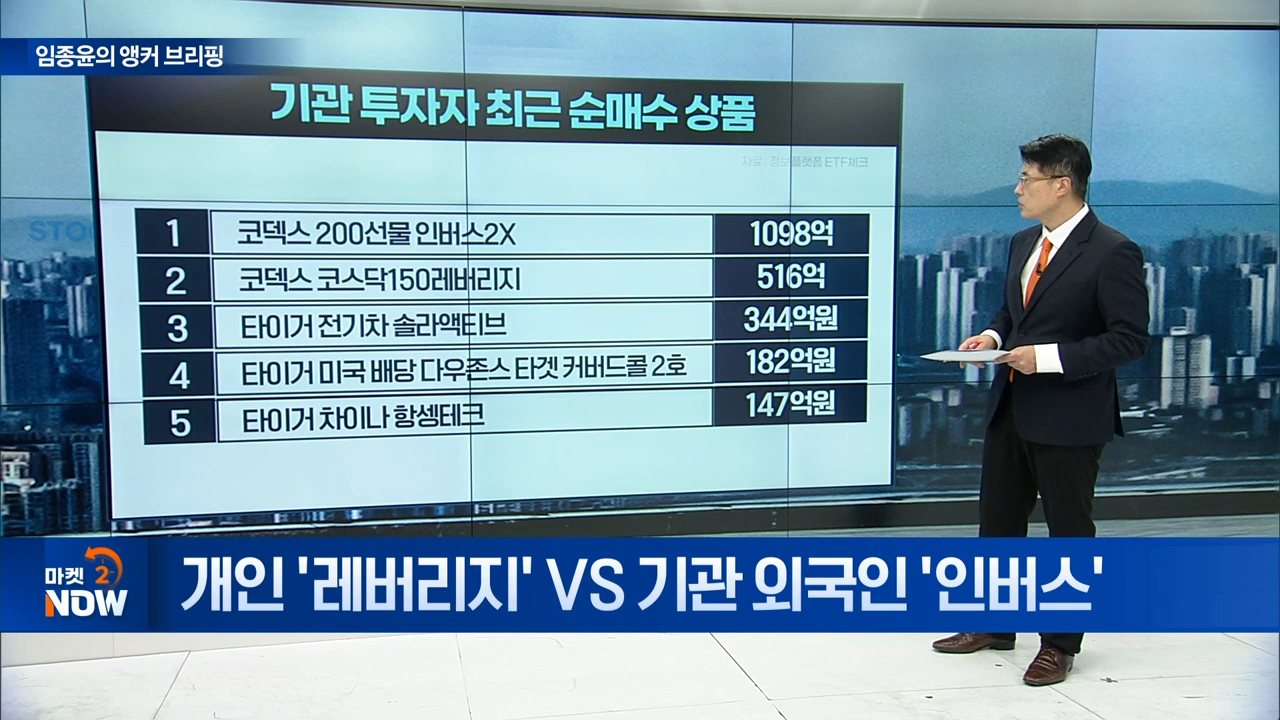 임종윤의 앵커 브리핑
기관 투자자 최근 순매수 상품
자료 : 정보플랫폼 ETF체크
STO
1 코덱스 200선물 인버스2X 1098억
2 코덱스 코스닥150레버리지 516억
3 타이거 전기차 솔라액티브 344억원
4 타이거 미국 배당 다우존스 타겟 커버드콜 2호 182억원
5 타이거 차이나 항셍테크 147억원
마켓 2
NOW
개인 '레버리지' VS 기관 외국인 '인버스'